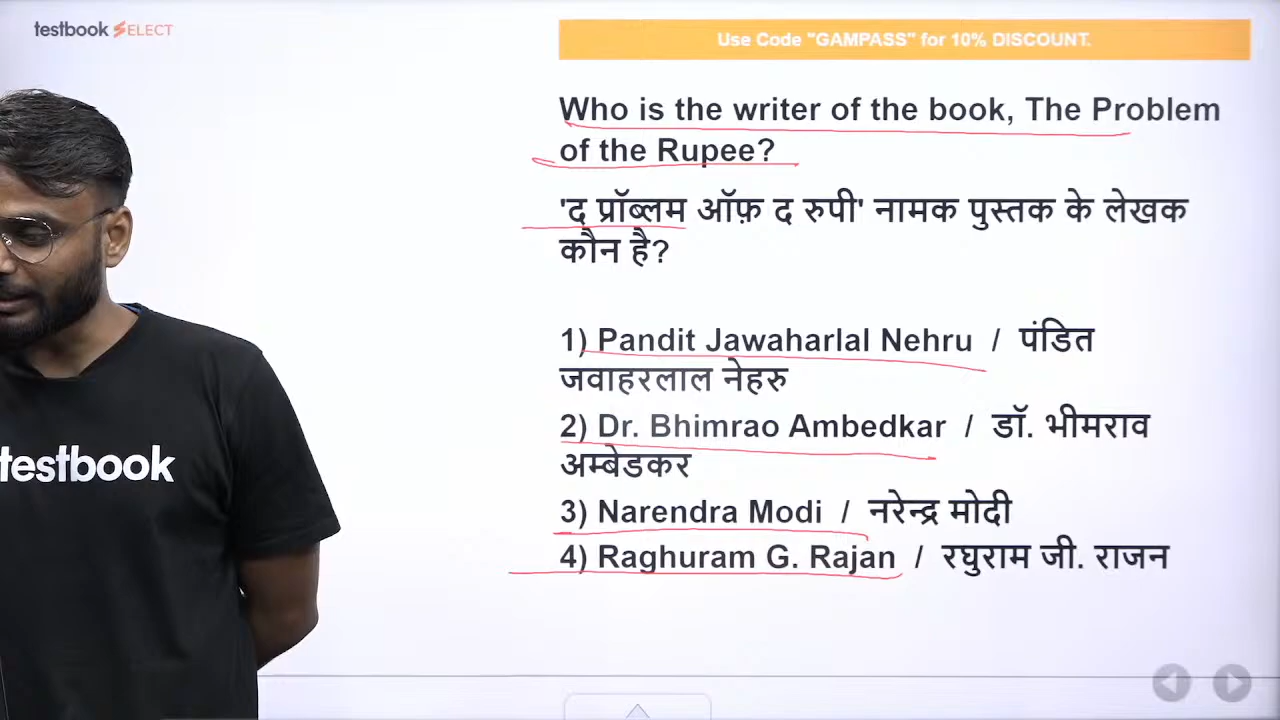 testbook SELECT
Use Code "GAMPASS" for 10% DISCOUNT.
Who is the writer of the book, The Problem
of the Rupee?
'द प्रॉब्लम ऑफ़ द रुपी' नामक पुस्तक के लेखक
कौन है?
1) Pandit Jawaharlal Nehru / पंडित
जवाहरलाल नेहरु
2) Dr. Bhimrao Ambedkar / डॉ. भीमराव
अम्बेडकर
3) Narendra Modi / नरेन्द्र मोदी
4) Raghuram G. Rajan / रघुराम जी. राजन
testbook